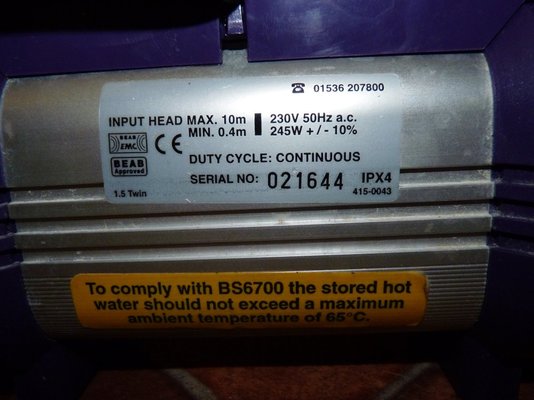 ☎ 01536 207800
INPUT HEAD MAX. 10m
MIN. 0.4m
230V 50Hz a.c.
245W + / - 10%
BEAB
EMC
CE
BEAB
Approved
DUTY CYCLE: CONTINUOUS
SERIAL NO: 021644 IPX4
1.5 Twin
415-0043
To comply with BS6700 the stored hot
water should not exceed a maximum
ambient temperature of 65°C.